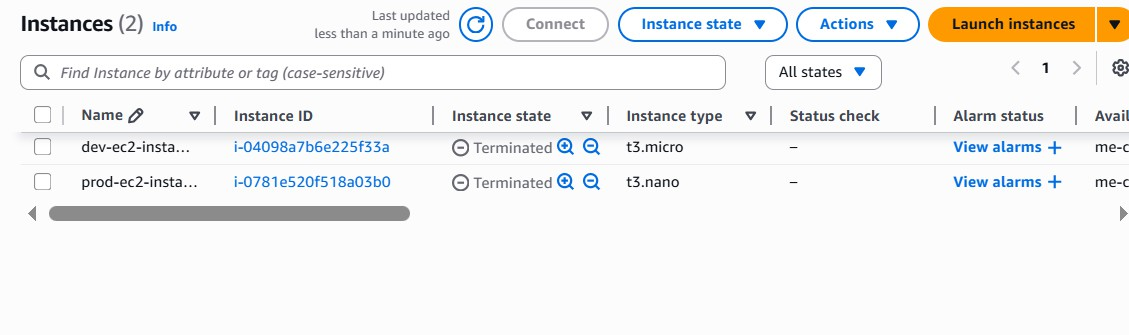 Instances (2) Info
Last updated
less than a minute ago
Connect
Instance state
Actions
Launch instances
Find Instance by attribute or tag (case-sensitive)
All states
1
Name Instance ID Instance state Instance type Status check Alarm status Avail
dev-ec2-insta... i-04098a7b6e225f33a Terminated t3.micro – View alarms + me-c
prod-ec2-insta... i-0781e520f518a03b0 Terminated t3.nano – View alarms + me-c